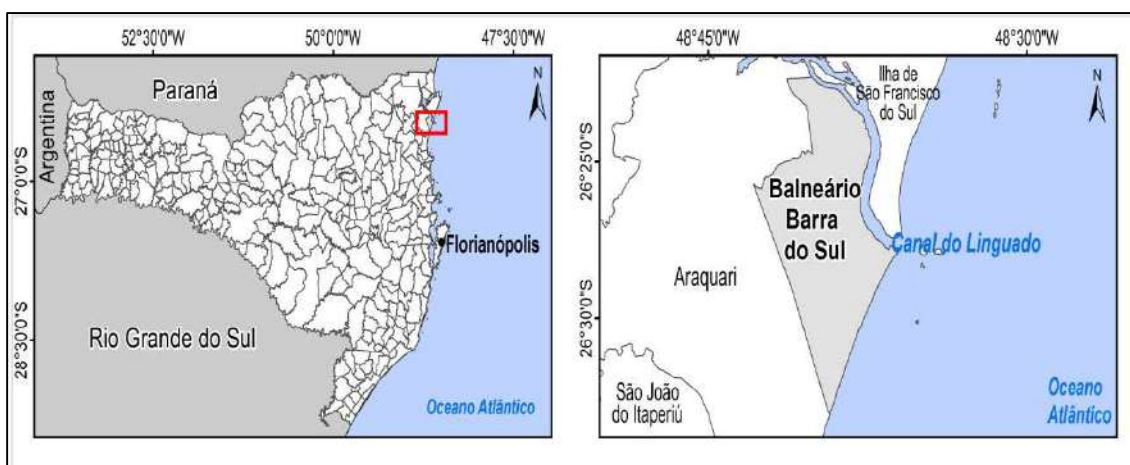 52°30'0"W
50°0'0"W
47°30'0"W
N
Paraná
Argentina
27°0'0"S
Florianópolis
Rio Grande do Sul
28°30'0"S
Oceano Atlântico
48°45'0"W
48°30'0"W
N
Ilha de
São Francisco
do Sul
26°25'0"S
Balneário
Barra
do Sul
Canal do Linguado
Araquari
26°30'0"S
São João
do Itaperiú
Oceano
Atlântico